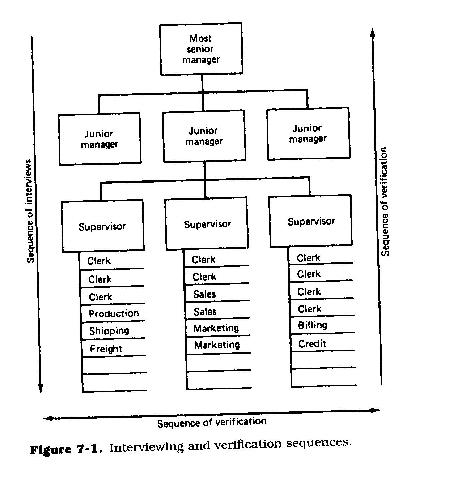 Most
senior
manager
Junior
manager
Junior
manager
Junior
manager
Sequence of interviews
Sequence of verification
Supervisor
Supervisor
Supervisor
Clerk
Clerk
Clerk
Production
Shipping
Freight
Clerk
Clerk
Sales
Sales
Marketing
Marketing
Clerk
Clerk
Clerk
Clerk
Billing
Credit
Sequence of verification
Figure 7-1. Interviewing and verification sequences.